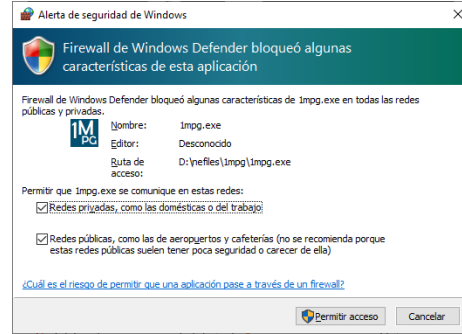 Alerta de seguridad de Windows
Firewall de Windows Defender bloqueó algunas
características de esta aplicación
Firewall de Windows Defender bloqueó algunas características de 1mpg.exe en todas las redes
públicas y privadas.
1M
PG
Nombre: 1mpg.exe
Editor: Desconocido
Ruta de
acceso: D:\nefiles\1mpg\1mpg.exe
Permitir que 1mpg.exe se comunique en estas redes:
Redes privadas, como las domésticas o del trabajo
Redes públicas, como las de aeropuertos y cafeterías (no se recomienda porque
estas redes públicas suelen tener poca seguridad o carecer de ella)
¿Cuál es el riesgo de permitir que una aplicación pase a través de un firewall?
Permitir acceso
Cancelar